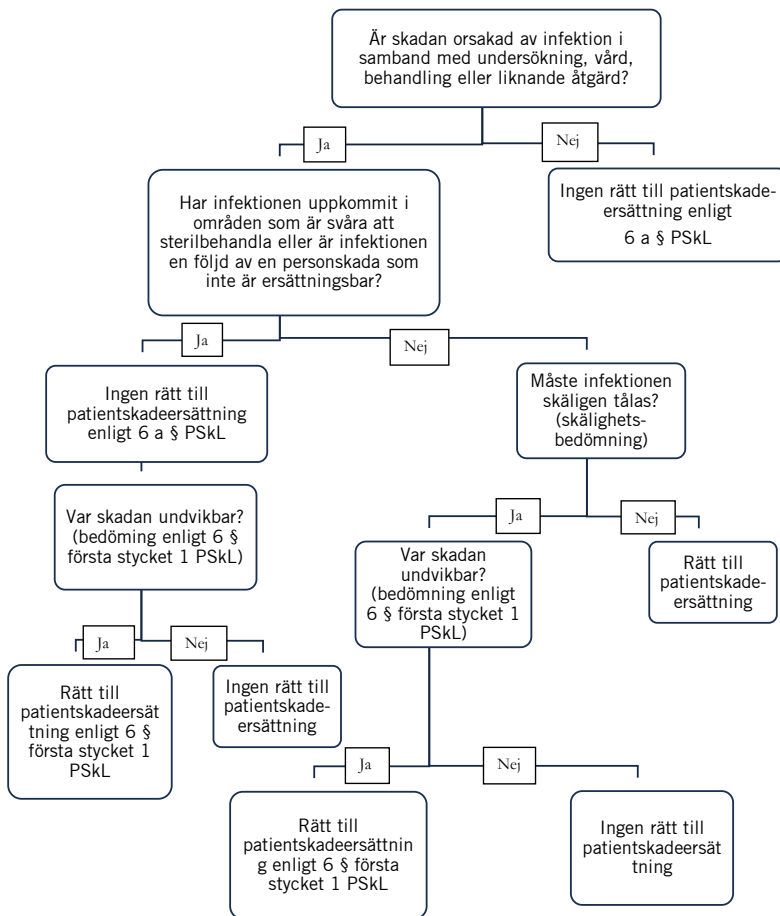 Är skadan orsakad av infektion i
samband med undersökning, vård,
behandling eller liknande åtgärd?
Ja
Nej
Har infektionen uppkommit i
områden som är svåra att
sterilbehandla eller är infektionen
en följd av en personskada som
inte är ersättningsbar?
Ingen rätt till patientskade-
ersättning enligt
6 a § PSkL
Ja
Nej
Ingen rätt till
patientskadeersättning
enligt 6 a § PSkL
Måste infektionen
skäligen tålas?
(skälighets-
bedömning)
Var skadan undvikbar?
(bedöming enligt 6 §
första stycket 1 PSkL)
Ja
Nej
Var skadan
undvikbar?
(bedömning enligt
6 § första stycket 1
PSkL)
Rätt till
patientskade-
ersättning
Ja
Nej
Rätt till
patientskadeersät
tning enligt 6 §
första stycket 1
PSkL
Ingen rätt till
patientskade-
ersättning
Ja
Nej
Rätt till
patientskadeersättnin
g enligt 6 § första
stycket 1 PSkL
Ingen rätt till
patientskadeersät
tning